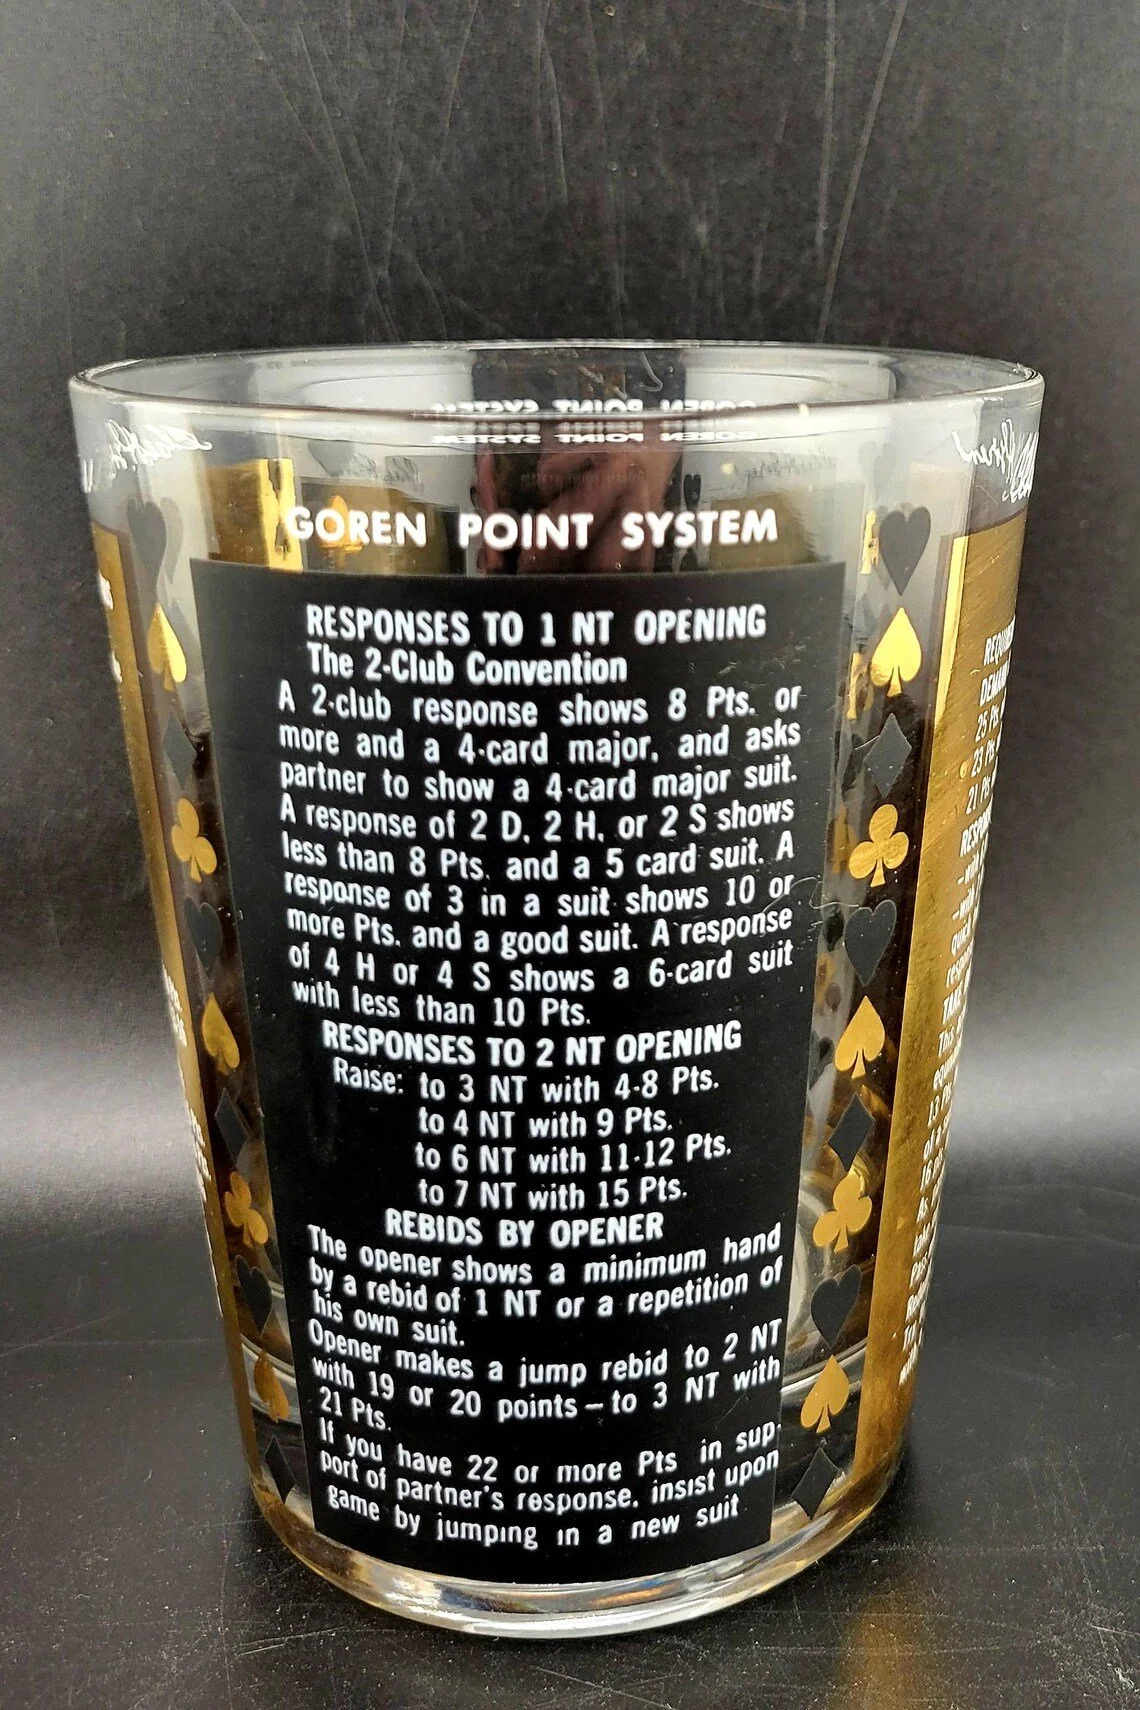 GOREN POINT SYSTEM
RESPONSES TO 1 NT OPENING
The 2-Club Convention
A 2-club response shows 8 Pts. or
more and a 4-card major, and asks
partner to show a 4-card major suit.
A response of 2 D, 2 H, or 2 S shows
less than 8 Pts. and a 5 card suit. A
response of 3 in a suit shows 10 or
more Pts. and a good suit. A response
of 4 H or 4 S shows a 6-card suit
with less than 10 Pts.
RESPONSES TO 2 NT OPENING
Raise: to 3 NT with 4-8 Pts.
to 4 NT with 9 Pts.
to 6 NT with 11-12 Pts.
to 7 NT with 15 Pts.
REBIDS BY OPENER
The opener shows a minimum hand
by a rebid of 1 NT or a repetition of
his own suit.
Opener makes a jump rebid to 2 NT
with 19 or 20 points – to 3 NT with
21 Pts.
If you have 22 or more Pts in sup-
port of partner's response, insist upon
game by jumping in a new suit
25 Pts
23 Pts
21 Pts